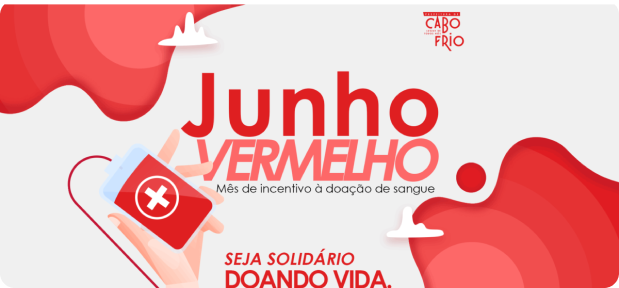 CABO
FRIO
Junho
VERMELHO
Mês de incentivo à doação de sangue
SEJA SOLIDÁRIO
DOANDO VIDA.